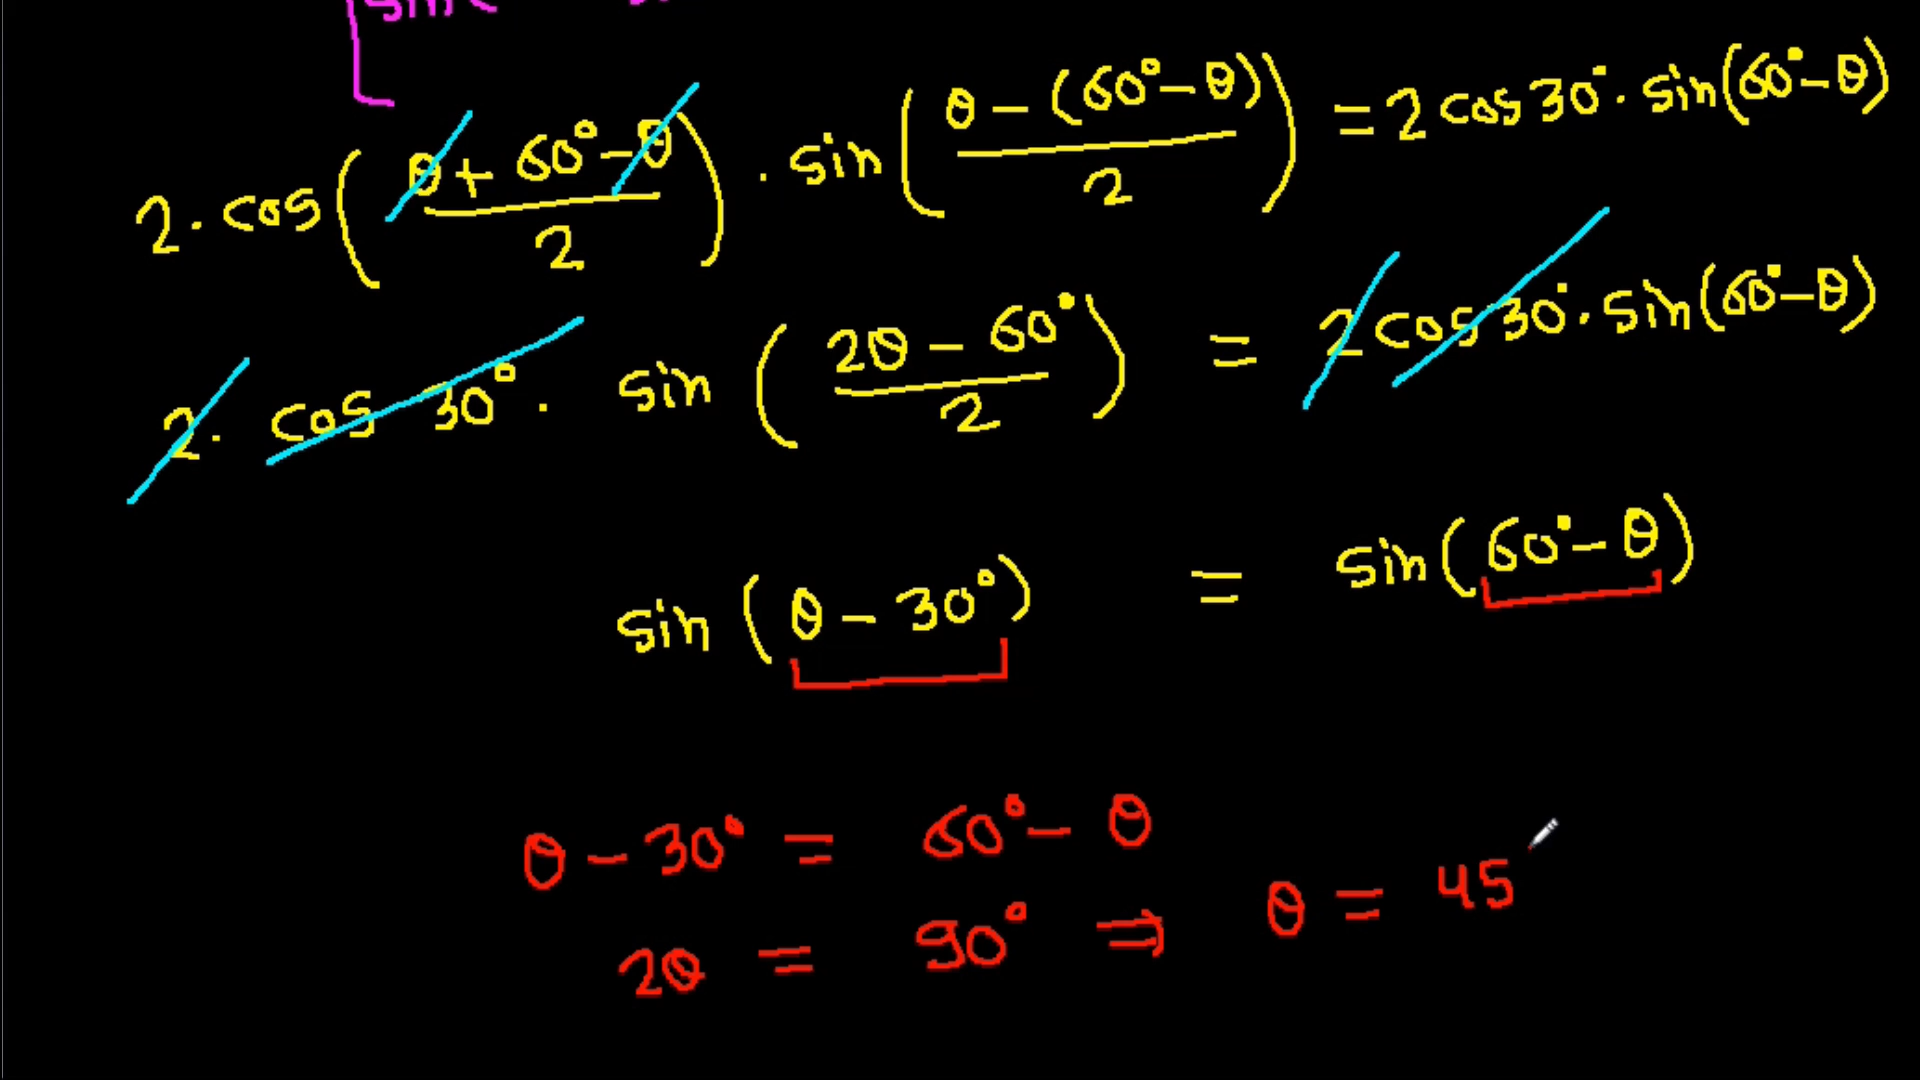 sin(
2·cos((θ+60°−θ)/2)·sin((θ−(60°−θ))/2) = 2 cos 30°·sin(60°−θ)
2·cos 30°·sin((2θ−60°)/2) = 2 cos 30°·sin(60°−θ)
sin(θ−30°) = sin(60°−θ)
θ−30° = 60°−θ
2θ = 90° ⇒ θ = 45